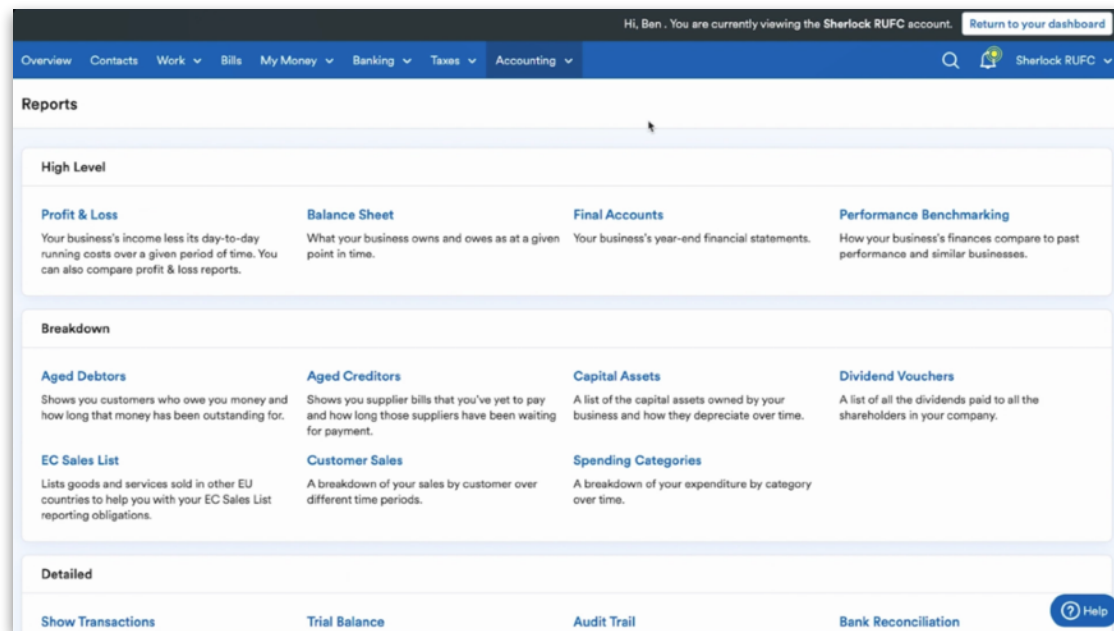 Hi, Ben . You are currently viewing the Sherlock RUFC account. Return to your dashboard
Overview Contacts Work Bills My Money Banking Taxes Accounting Sherlock RUFC
Reports
High Level
Profit & Loss
Your business's income less its day-to-day
running costs over a given period of time. You
can also compare profit & loss reports.
Balance Sheet
What your business owns and owes as at a given
point in time.
Final Accounts
Your business's year-end financial statements.
Performance Benchmarking
How your business's finances compare to past
performance and similar businesses.
Breakdown
Aged Debtors
Shows you customers who owe you money and
how long that money has been outstanding for.
Aged Creditors
Shows you supplier bills that you've yet to pay
and how long those suppliers have been waiting
for payment.
Capital Assets
A list of the capital assets owned by your
business and how they depreciate over time.
Dividend Vouchers
A list of all the dividends paid to all the
shareholders in your company.
EC Sales List
Lists goods and services sold in other EU
countries to help you with your EC Sales List
reporting obligations.
Customer Sales
A breakdown of your sales by customer over
different time periods.
Spending Categories
A breakdown of your expenditure by category
over time.
Detailed
Show Transactions
Trial Balance
Audit Trail
Bank Reconciliation
Help